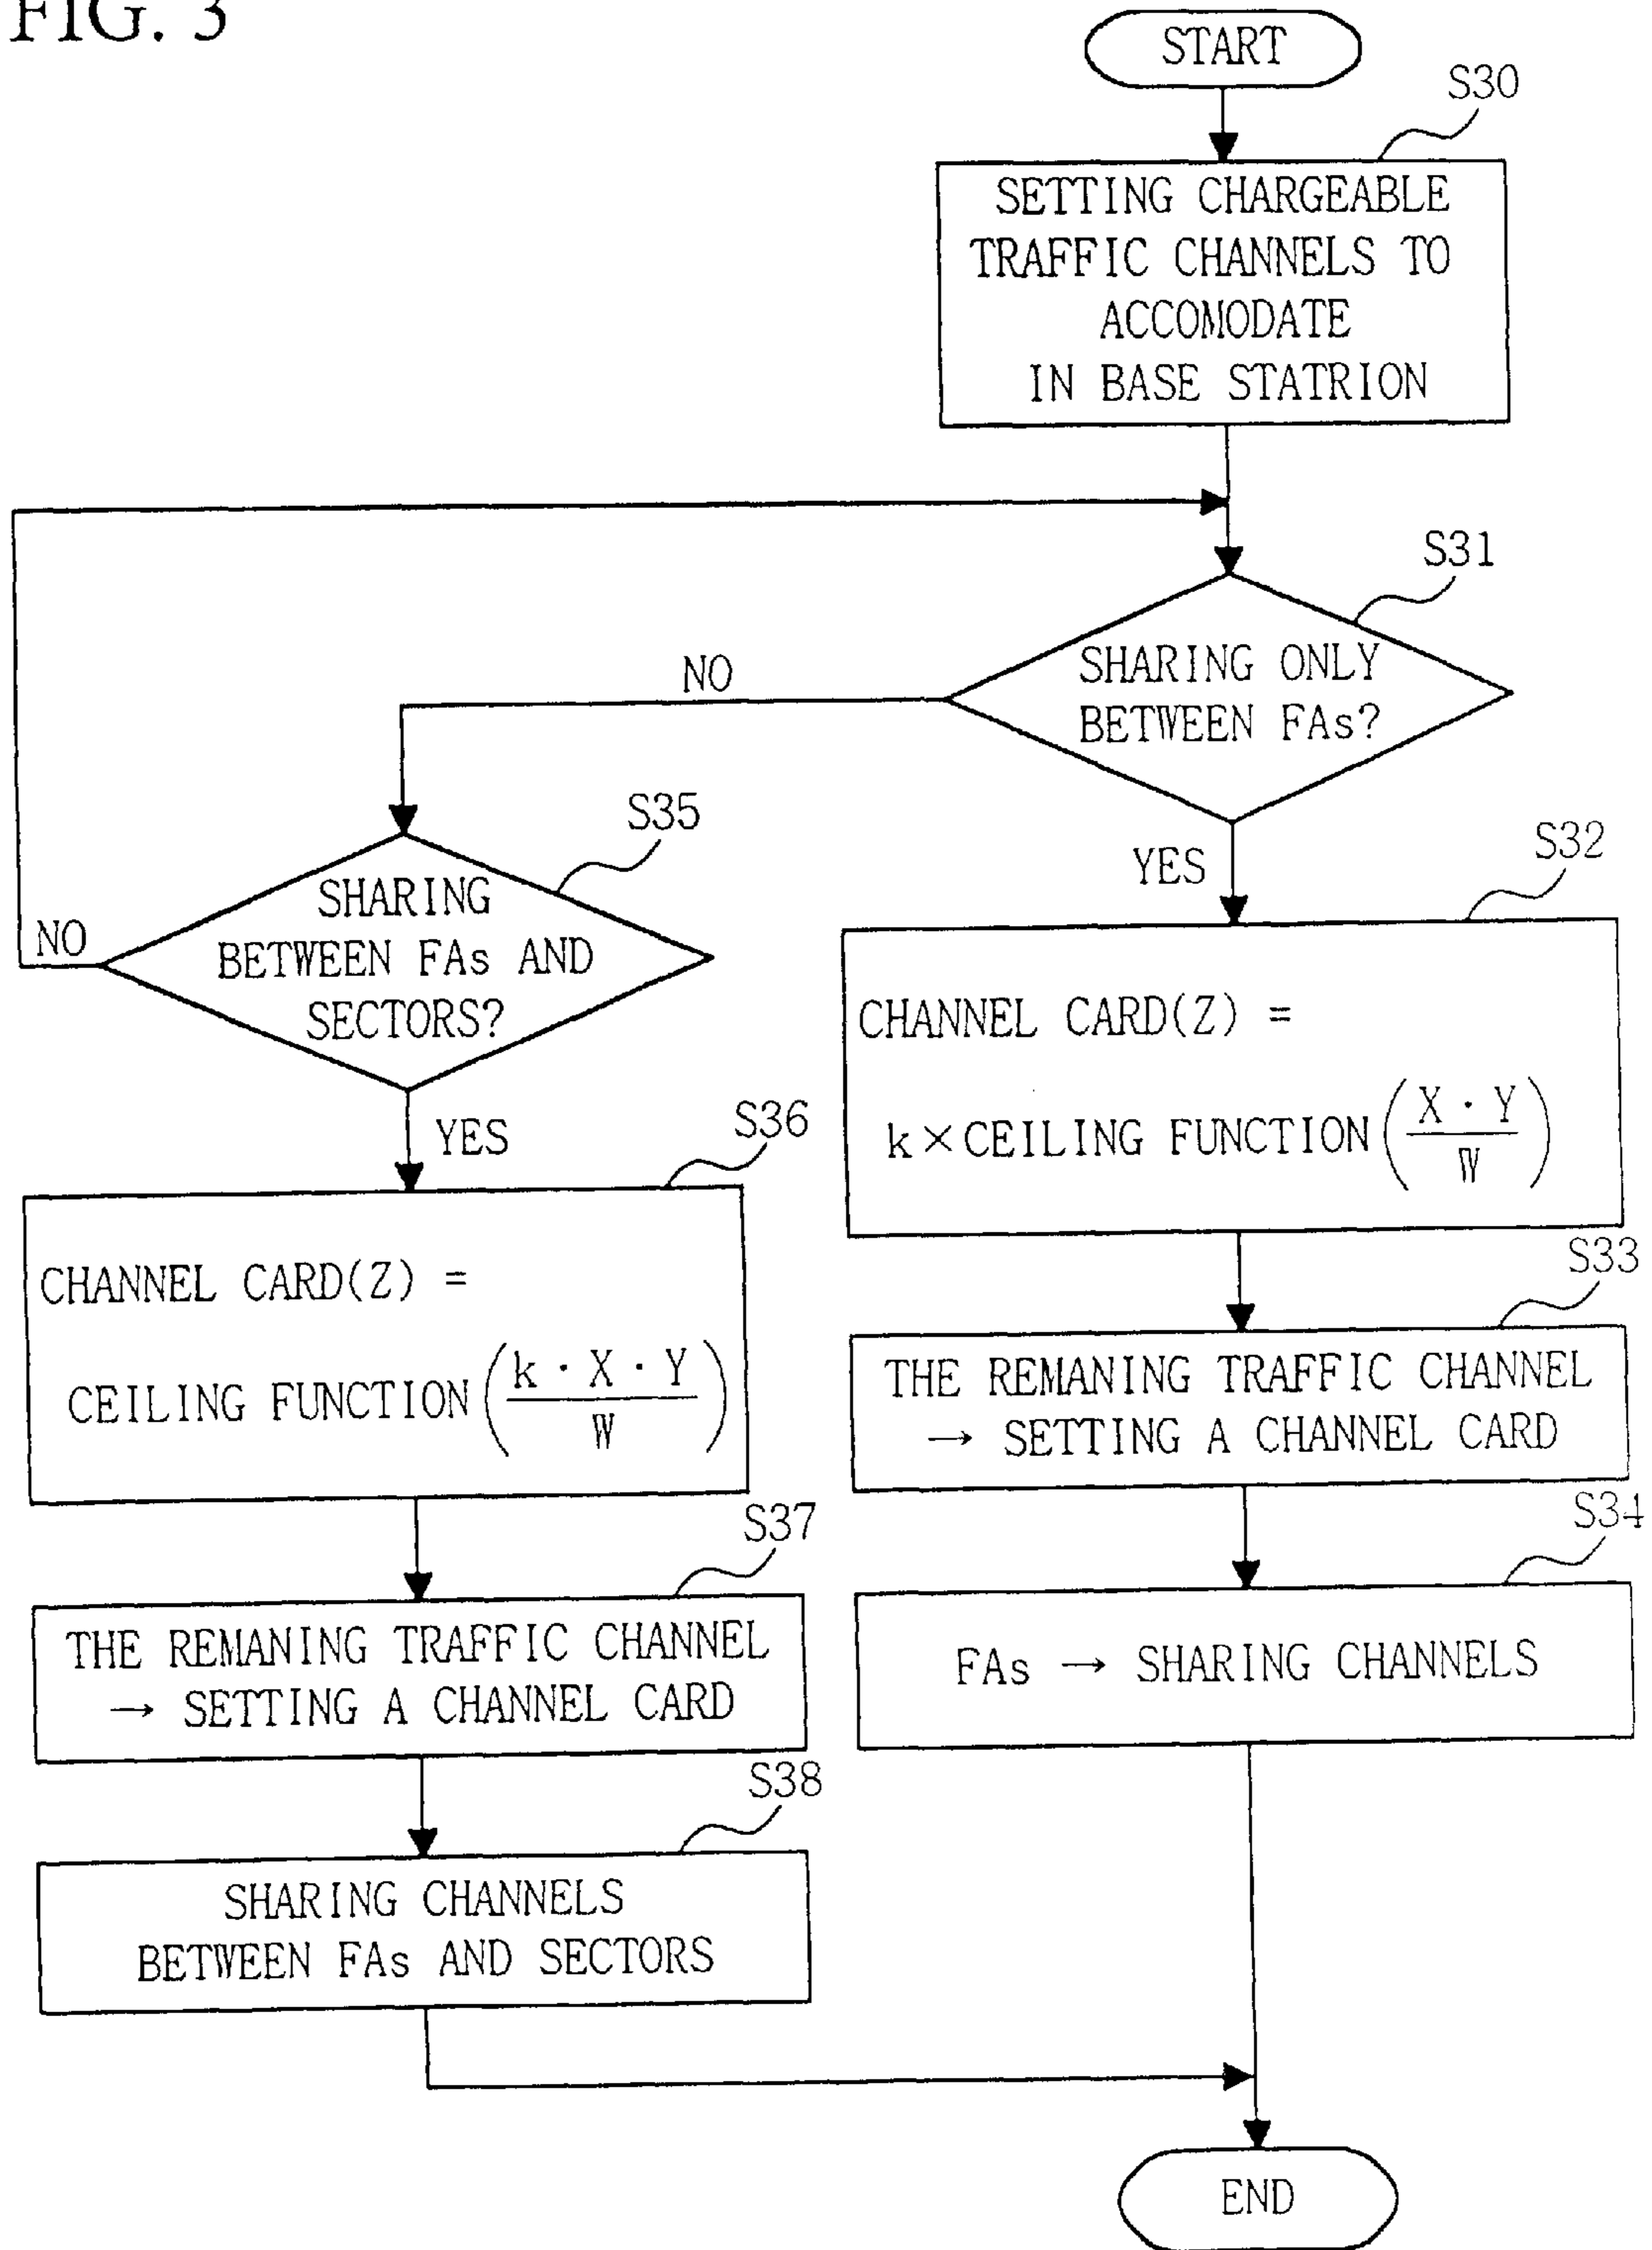 FIG. 3
START
S30
SETTING CHARGEABLE
TRAFFIC CHANNELS TO
ACCOMODATE
IN BASE STATRION
S31
SHARING ONLY
BETWEEN FAs?
NO
YES
S35
SHARING
BETWEEN FAs AND
SECTORS?
NO
YES
S32
CHANNEL CARD(Z) =
k × CEILING FUNCTION (X · Y / W)
S33
THE REMANING TRAFFIC CHANNEL
→ SETTING A CHANNEL CARD
S34
FAs → SHARING CHANNELS
S36
CHANNEL CARD(Z) =
CEILING FUNCTION (k · X · Y / W)
S37
THE REMANING TRAFFIC CHANNEL
→ SETTING A CHANNEL CARD
S38
SHARING CHANNELS
BETWEEN FAs AND SECTORS
END